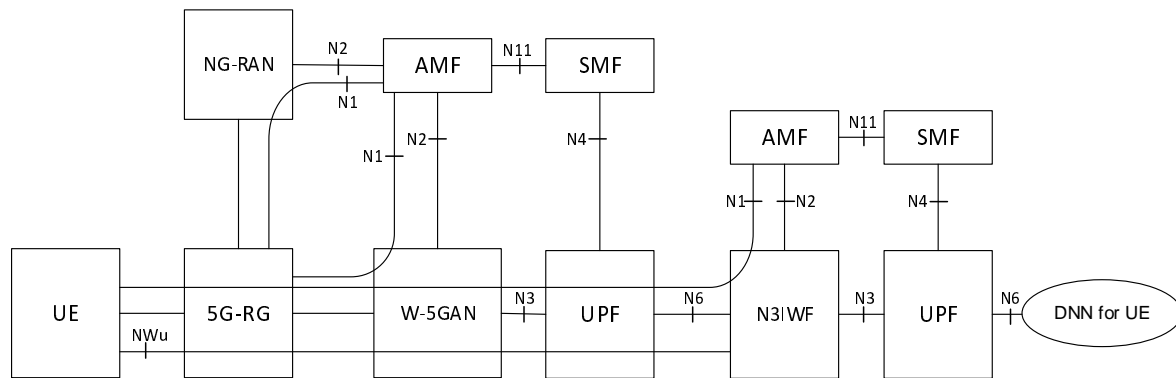 NG-RAN
N2
AMF
N11
SMF
N1
N1
N2
N4
AMF
N11
SMF
N1
N2
N4
UE
5G-RG
W-5GAN
N3
UPF
N6
N3IWF
N3
UPF
N6
DNN for UE
NWu